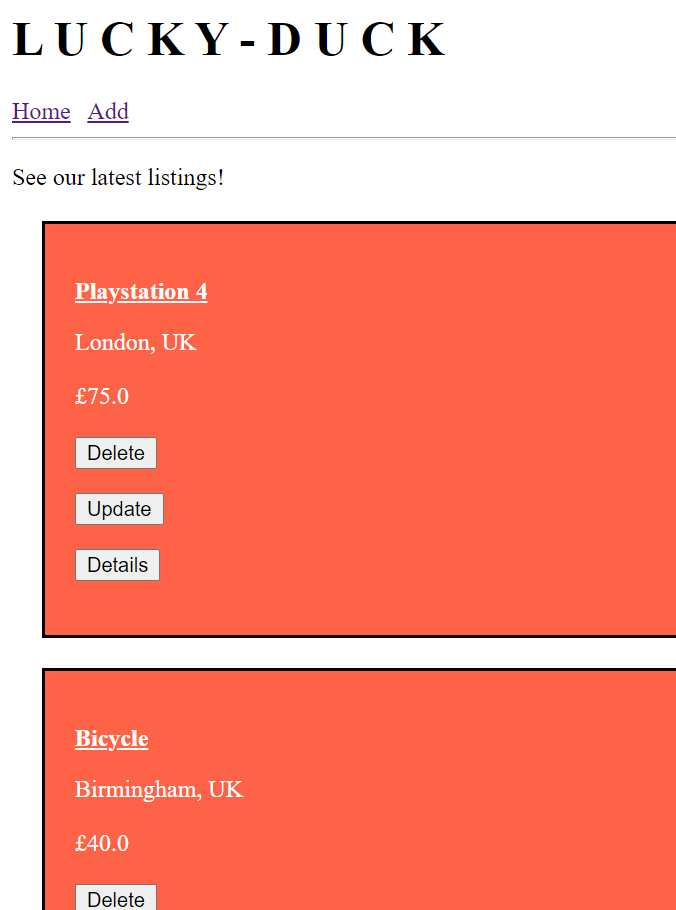 L U C K Y - D U C K
Home Add
See our latest listings!
Playstation 4
London, UK
£75.0
Delete
Update
Details
Bicycle
Birmingham, UK
£40.0
Delete